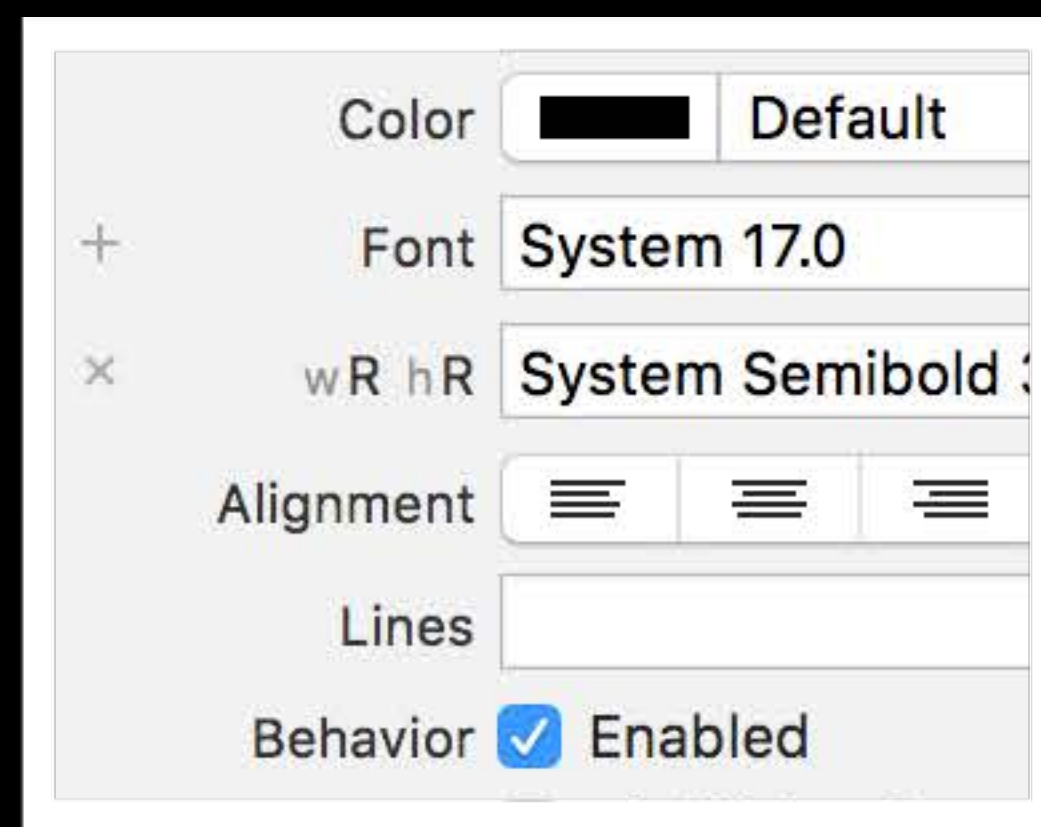 Color Default
+ Font System 17.0
× wR hR System Semibold
Alignment
Lines
Behavior Enabled